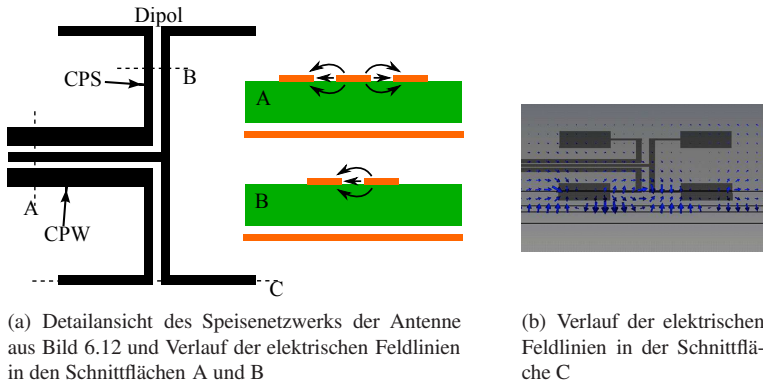 Dipol
CPS
B
A
CPW
C
A
B
(a) Detailansicht des Speisenetzwerks der Antenne
aus Bild 6.12 und Verlauf der elektrischen Feldlinien
in den Schnittflächen A und B
(b) Verlauf der elektrischen
Feldlinien in der Schnittflä-
che C